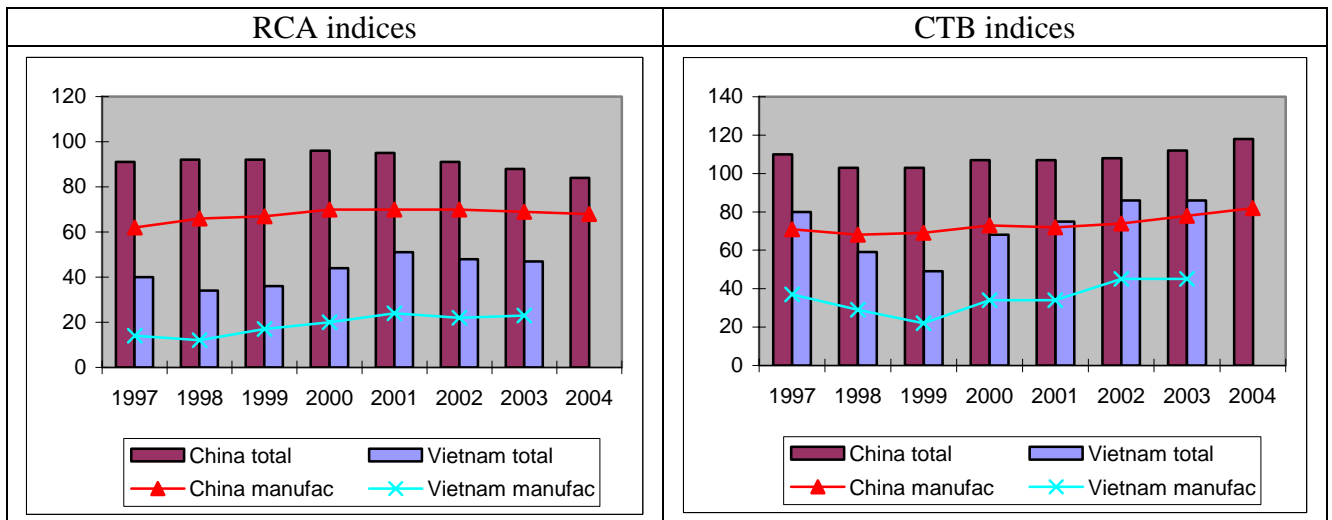 RCA indices
CTB indices
120
100
80
60
40
20
0
1997 1998 1999 2000 2001 2002 2003 2004
China total Vietnam total
China manufac Vietnam manufac
140
120
100
80
60
40
20
0
1997 1998 1999 2000 2001 2002 2003 2004
China total Vietnam total
China manufac Vietnam manufac